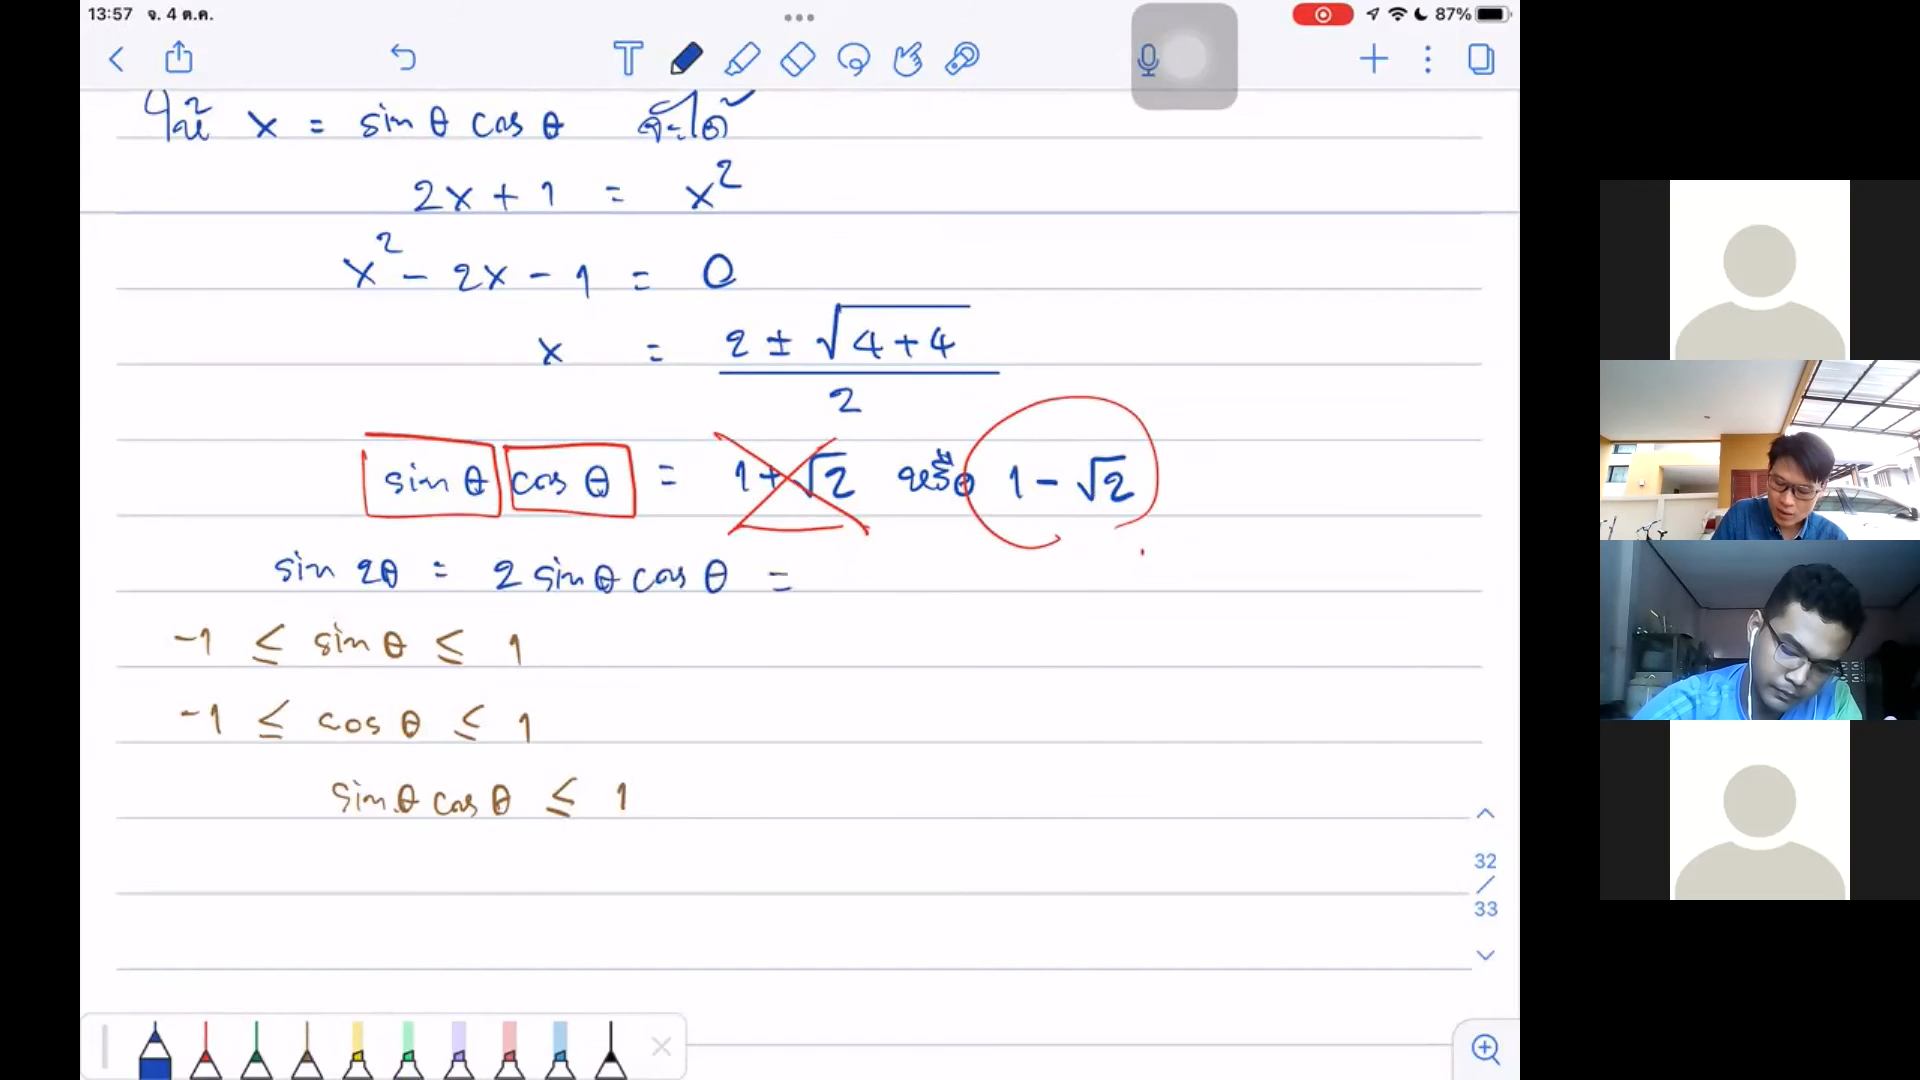 13:57 จ. 4 ต.ค.
87%
ให้ x = sin θ cos θ จะได้
2x + 1 = x²
x² - 2x - 1 = 0
x = (2 ± √(4+4))/2
sin θ cos θ = 1+√2 หรือ 1 - √2
sin 2θ = 2 sin θ cos θ =
-1 ≤ sin θ ≤ 1
-1 ≤ cos θ ≤ 1
sin θ cos θ ≤ 1
32
/
33